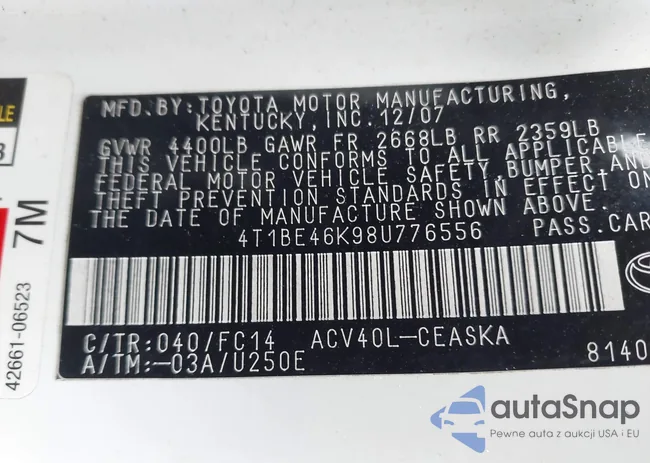 MFD. BY: TOYOTA MOTOR MANUFACTURING,
KENTUCKY, INC. 12/07
GVWR 4400LB GAWR FR 2668LB RR 2359LB
THIS VEHICLE CONFORMS TO ALL APPLICABLE
FEDERAL MOTOR VEHICLE SAFETY, BUMPER AND
THEFT PREVENTION STANDARDS IN EFFECT ON
THE DATE OF MANUFACTURE SHOWN ABOVE.
4T1BE46K98U776556 PASS. CAR
C/TR: 040/FC14 ACV40L-CEASKA
A/TM: -03A/U250E 8140
7M
42661-06523
autaSnap
Pewne auta z aukcji USA i EU